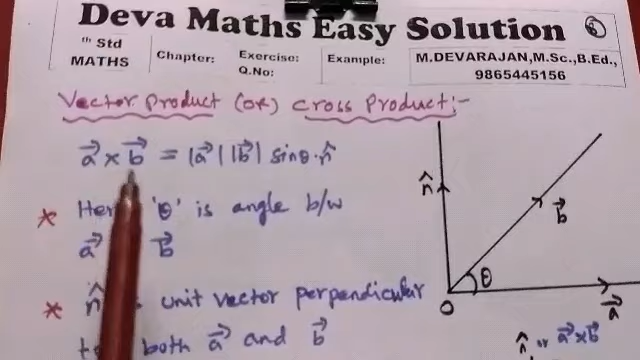 Deva Maths Easy Solution 5
th Std
MATHS
Chapter:
Exercise:
Q.No:
Example:
M.DEVARAJAN,M.Sc.,B.Ed.,
9865445156
Vector Product (OR) Cross Product:-
a⃗ × b⃗ = |a⃗| |b⃗| sinθ·n̂
* 'θ' is angle b/w
a⃗ b⃗
* n̂ unit vector perpendicular
both a⃗ and b⃗
n̂
b⃗
θ
O
a⃗
a⃗×b⃗